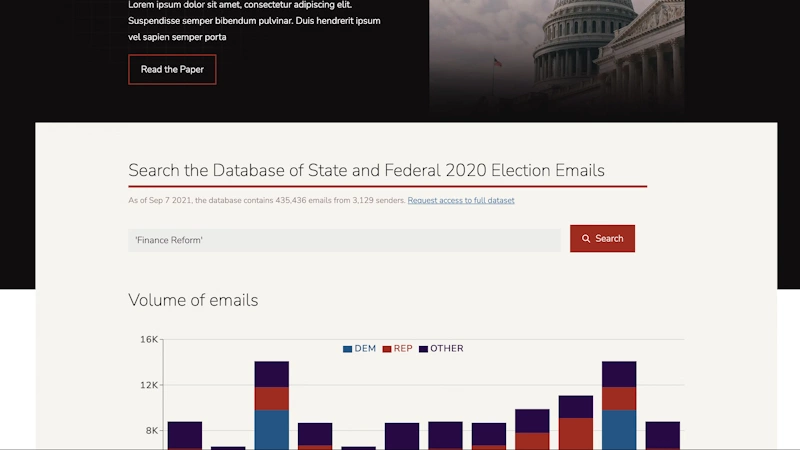 Lorem ipsum dolor sit amet, consectetur adipiscing elit.
Suspendisse semper bibendum pulvinar. Duis hendrerit ipsum
vel sapien semper porta
Read the Paper
Search the Database of State and Federal 2020 Election Emails
As of Sep 7 2021, the database contains 435,436 emails from 3,129 senders. Request access to full dataset
'Finance Reform'
Search
Volume of emails
16K
DEM REP OTHER
12K
8K